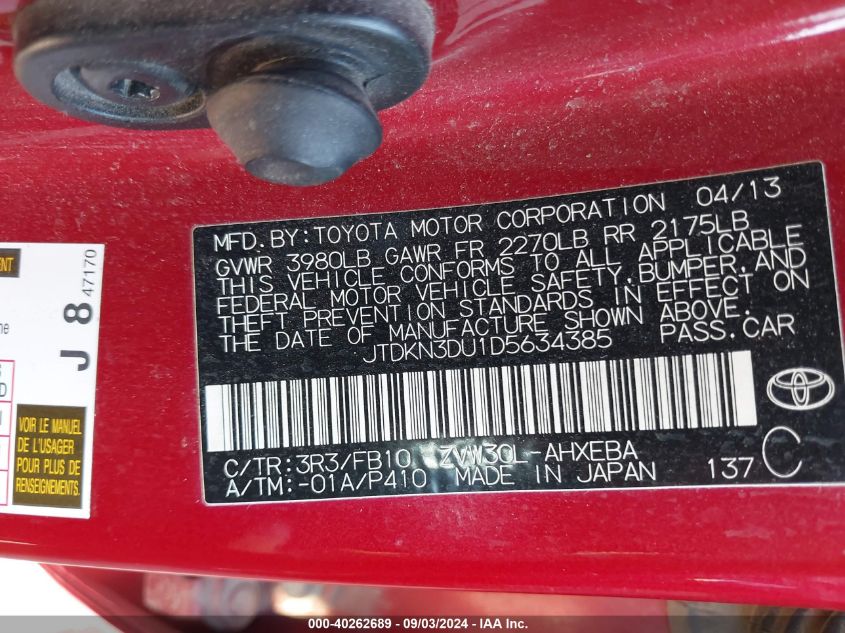 MFD. BY: TOYOTA MOTOR CORPORATION 04/13
GVWR 3980LB GAWR FR 2270LB RR 2175LB
THIS VEHICLE CONFORMS TO ALL APPLICABLE
FEDERAL MOTOR VEHICLE SAFETY, BUMPER, AND
THEFT PREVENTION STANDARDS IN EFFECT ON
THE DATE OF MANUFACTURE SHOWN ABOVE.
JTDKN3DU1D5634385 PASS. CAR
C/TR: 3R3/FB10 ZVW30L-AHXEBA
A/TM: -01A/P410 MADE IN JAPAN 137 C
J 8 47170
VOIR LE MANUEL
DE L'USAGER
POUR PLUS DE
RENSEIGNEMENTS
000-40262689 - 09/03/2024 - IAA Inc.